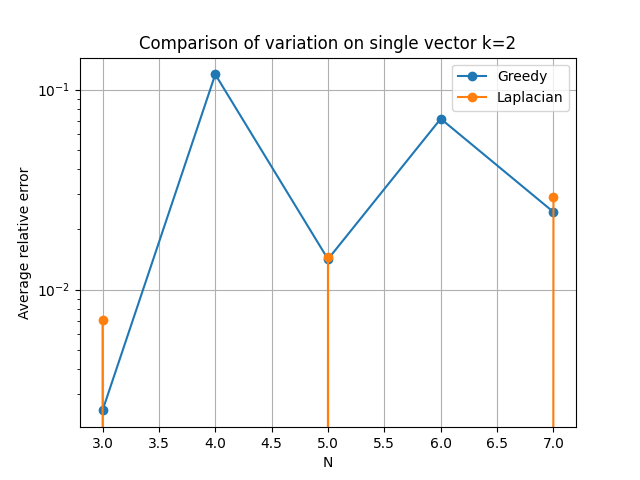 Comparison of variation on single vector k=2
Greedy
Laplacian
Average relative error
10⁻¹
10⁻²
3.0 3.5 4.0 4.5 5.0 5.5 6.0 6.5 7.0
N